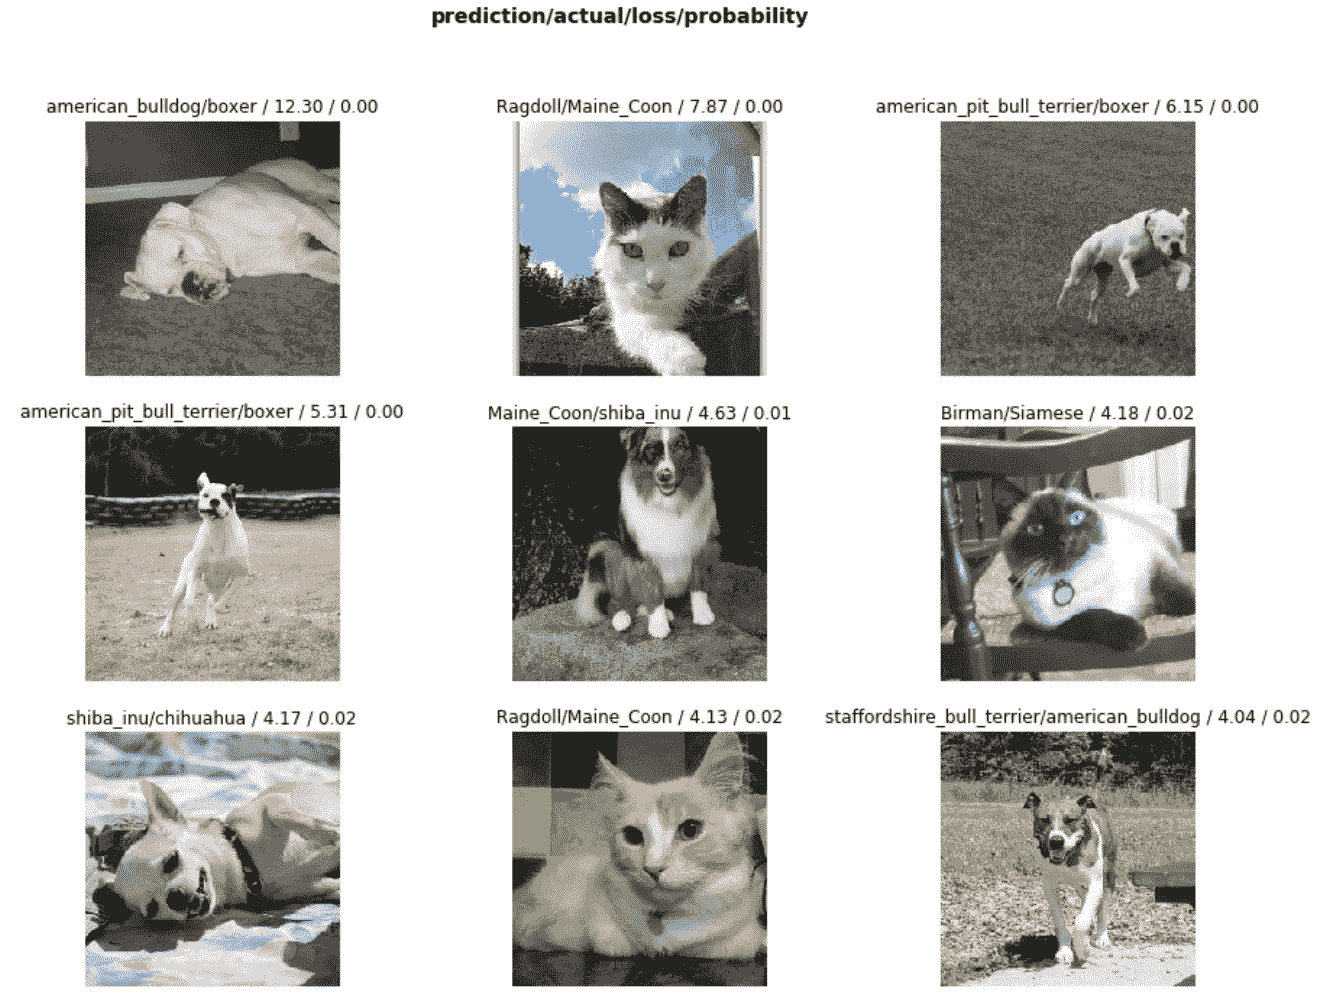 prediction/actual/loss/probability
american_bulldog/boxer / 12.30 / 0.00
Ragdoll/Maine_Coon / 7.87 / 0.00
american_pit_bull_terrier/boxer / 6.15 / 0.00
american_pit_bull_terrier/boxer / 5.31 / 0.00
Maine_Coon/shiba_inu / 4.63 / 0.01
Birman/Siamese / 4.18 / 0.02
shiba_inu/chihuahua / 4.17 / 0.02
Ragdoll/Maine_Coon / 4.13 / 0.02
staffordshire_bull_terrier/american_bulldog / 4.04 / 0.02